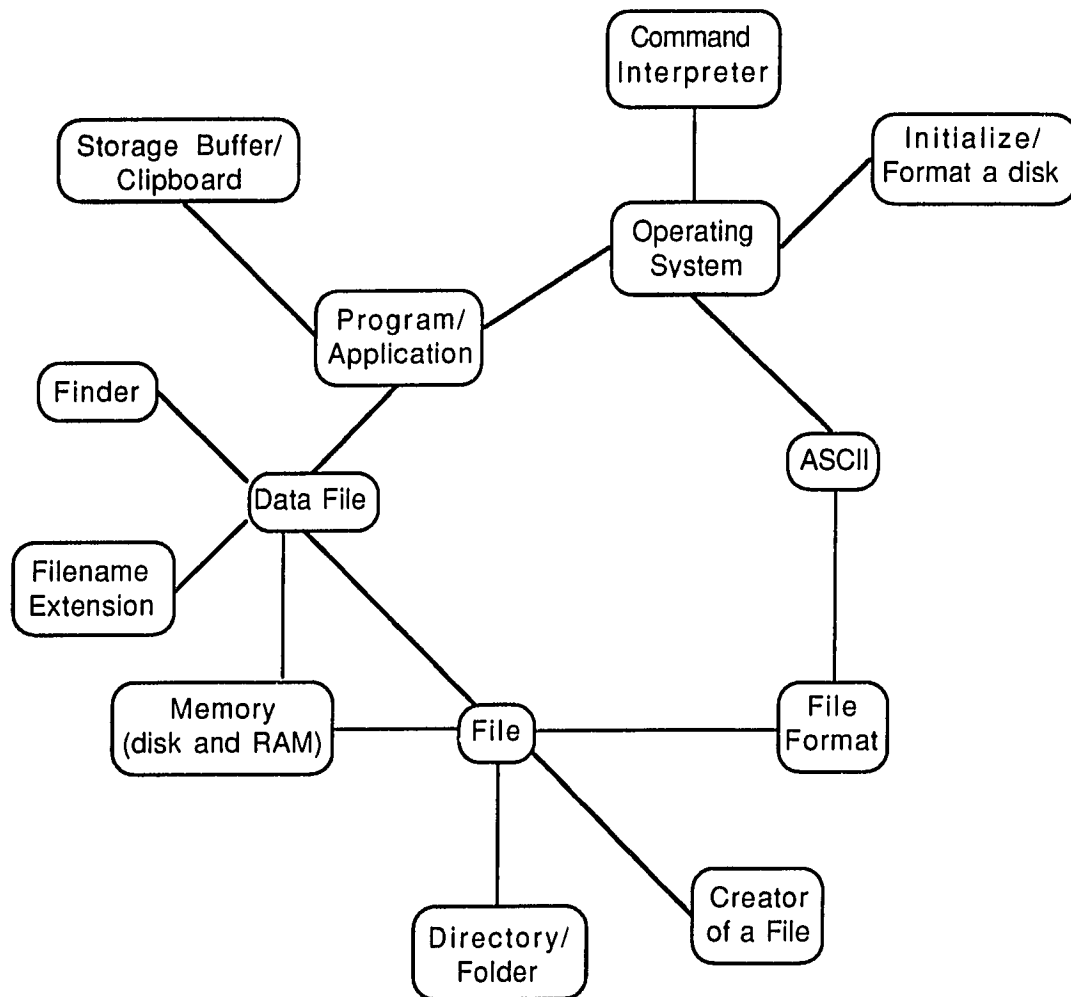 Command
Interpreter
Storage Buffer/
Clipboard
Initialize/
Format a disk
Operating
System
Program/
Application
Finder
ASCII
Data File
Filename
Extension
Memory
(disk and RAM)
File
File
Format
Creator
of a File
Directory/
Folder